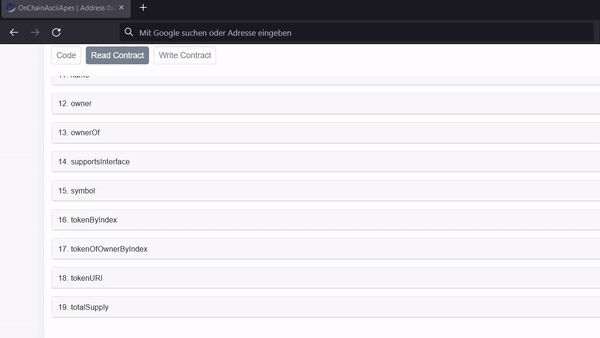 OnChainAsciiApes | Address 0x
Mit Google suchen oder Adresse eingeben
Code Read Contract Write Contract
11. name
12. owner
13. ownerOf
14. supportsInterface
15. symbol
16. tokenByIndex
17. tokenOfOwnerByIndex
18. tokenURI
19. totalSupply